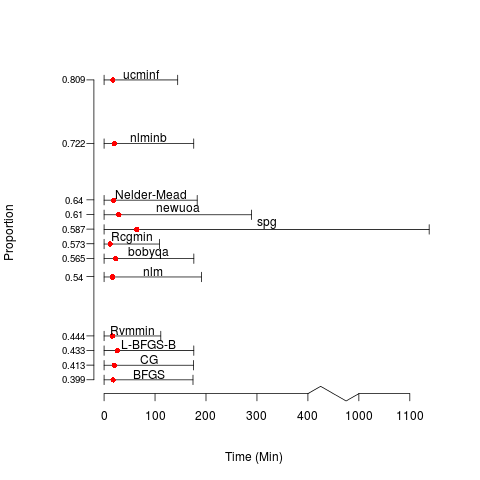 0.809 ucminf
0.722 nlminb
0.64 Nelder-Mead
0.61 newuoa
0.587 spg
0.573 Rcgmin
0.565 bobyqa
0.54 nlm
0.444 Rvmmin
0.433 L-BFGS-B
0.413 CG
0.399 BFGS
Proportion
0 100 200 300 400 1000 1100
Time (Min)